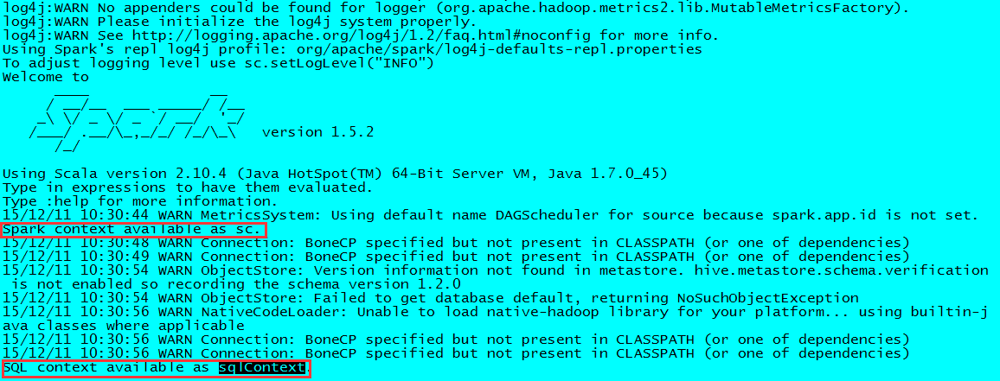 log4j:WARN No appenders could be found for logger (org.apache.hadoop.metrics2.lib.MutableMetricsFactory).
log4j:WARN Please initialize the log4j system properly.
log4j:WARN See http://logging.apache.org/log4j/1.2/faq.html#noconfig for more info.
Using Spark's repl log4j profile: org/apache/spark/log4j-defaults-repl.properties
To adjust logging level use sc.setLogLevel("INFO")
Welcome to
      ____              __
     / __/__  ___ _____/ /__
    _\ \/ _ \/ _ `/ __/  '_/
   /___/ .__/\_,_/_/ /_/\_\   version 1.5.2
      /_/
Using Scala version 2.10.4 (Java HotSpot(TM) 64-Bit Server VM, Java 1.7.0_45)
Type in expressions to have them evaluated.
Type :help for more information.
15/12/11 10:30:44 WARN MetricsSystem: Using default name DAGScheduler for source because spark.app.id is not set.
Spark context available as sc.
15/12/11 10:30:48 WARN Connection: BoneCP specified but not present in CLASSPATH (or one of dependencies)
15/12/11 10:30:49 WARN Connection: BoneCP specified but not present in CLASSPATH (or one of dependencies)
15/12/11 10:30:54 WARN ObjectStore: Version information not found in metastore. hive.metastore.schema.verification
 is not enabled so recording the schema version 1.2.0
15/12/11 10:30:54 WARN ObjectStore: Failed to get database default, returning NoSuchObjectException
15/12/11 10:30:56 WARN NativeCodeLoader: Unable to load native-hadoop library for your platform... using builtin-j
ava classes where applicable
15/12/11 10:30:56 WARN Connection: BoneCP specified but not present in CLASSPATH (or one of dependencies)
15/12/11 10:30:56 WARN Connection: BoneCP specified but not present in CLASSPATH (or one of dependencies)
SQL context available as sqlContext.